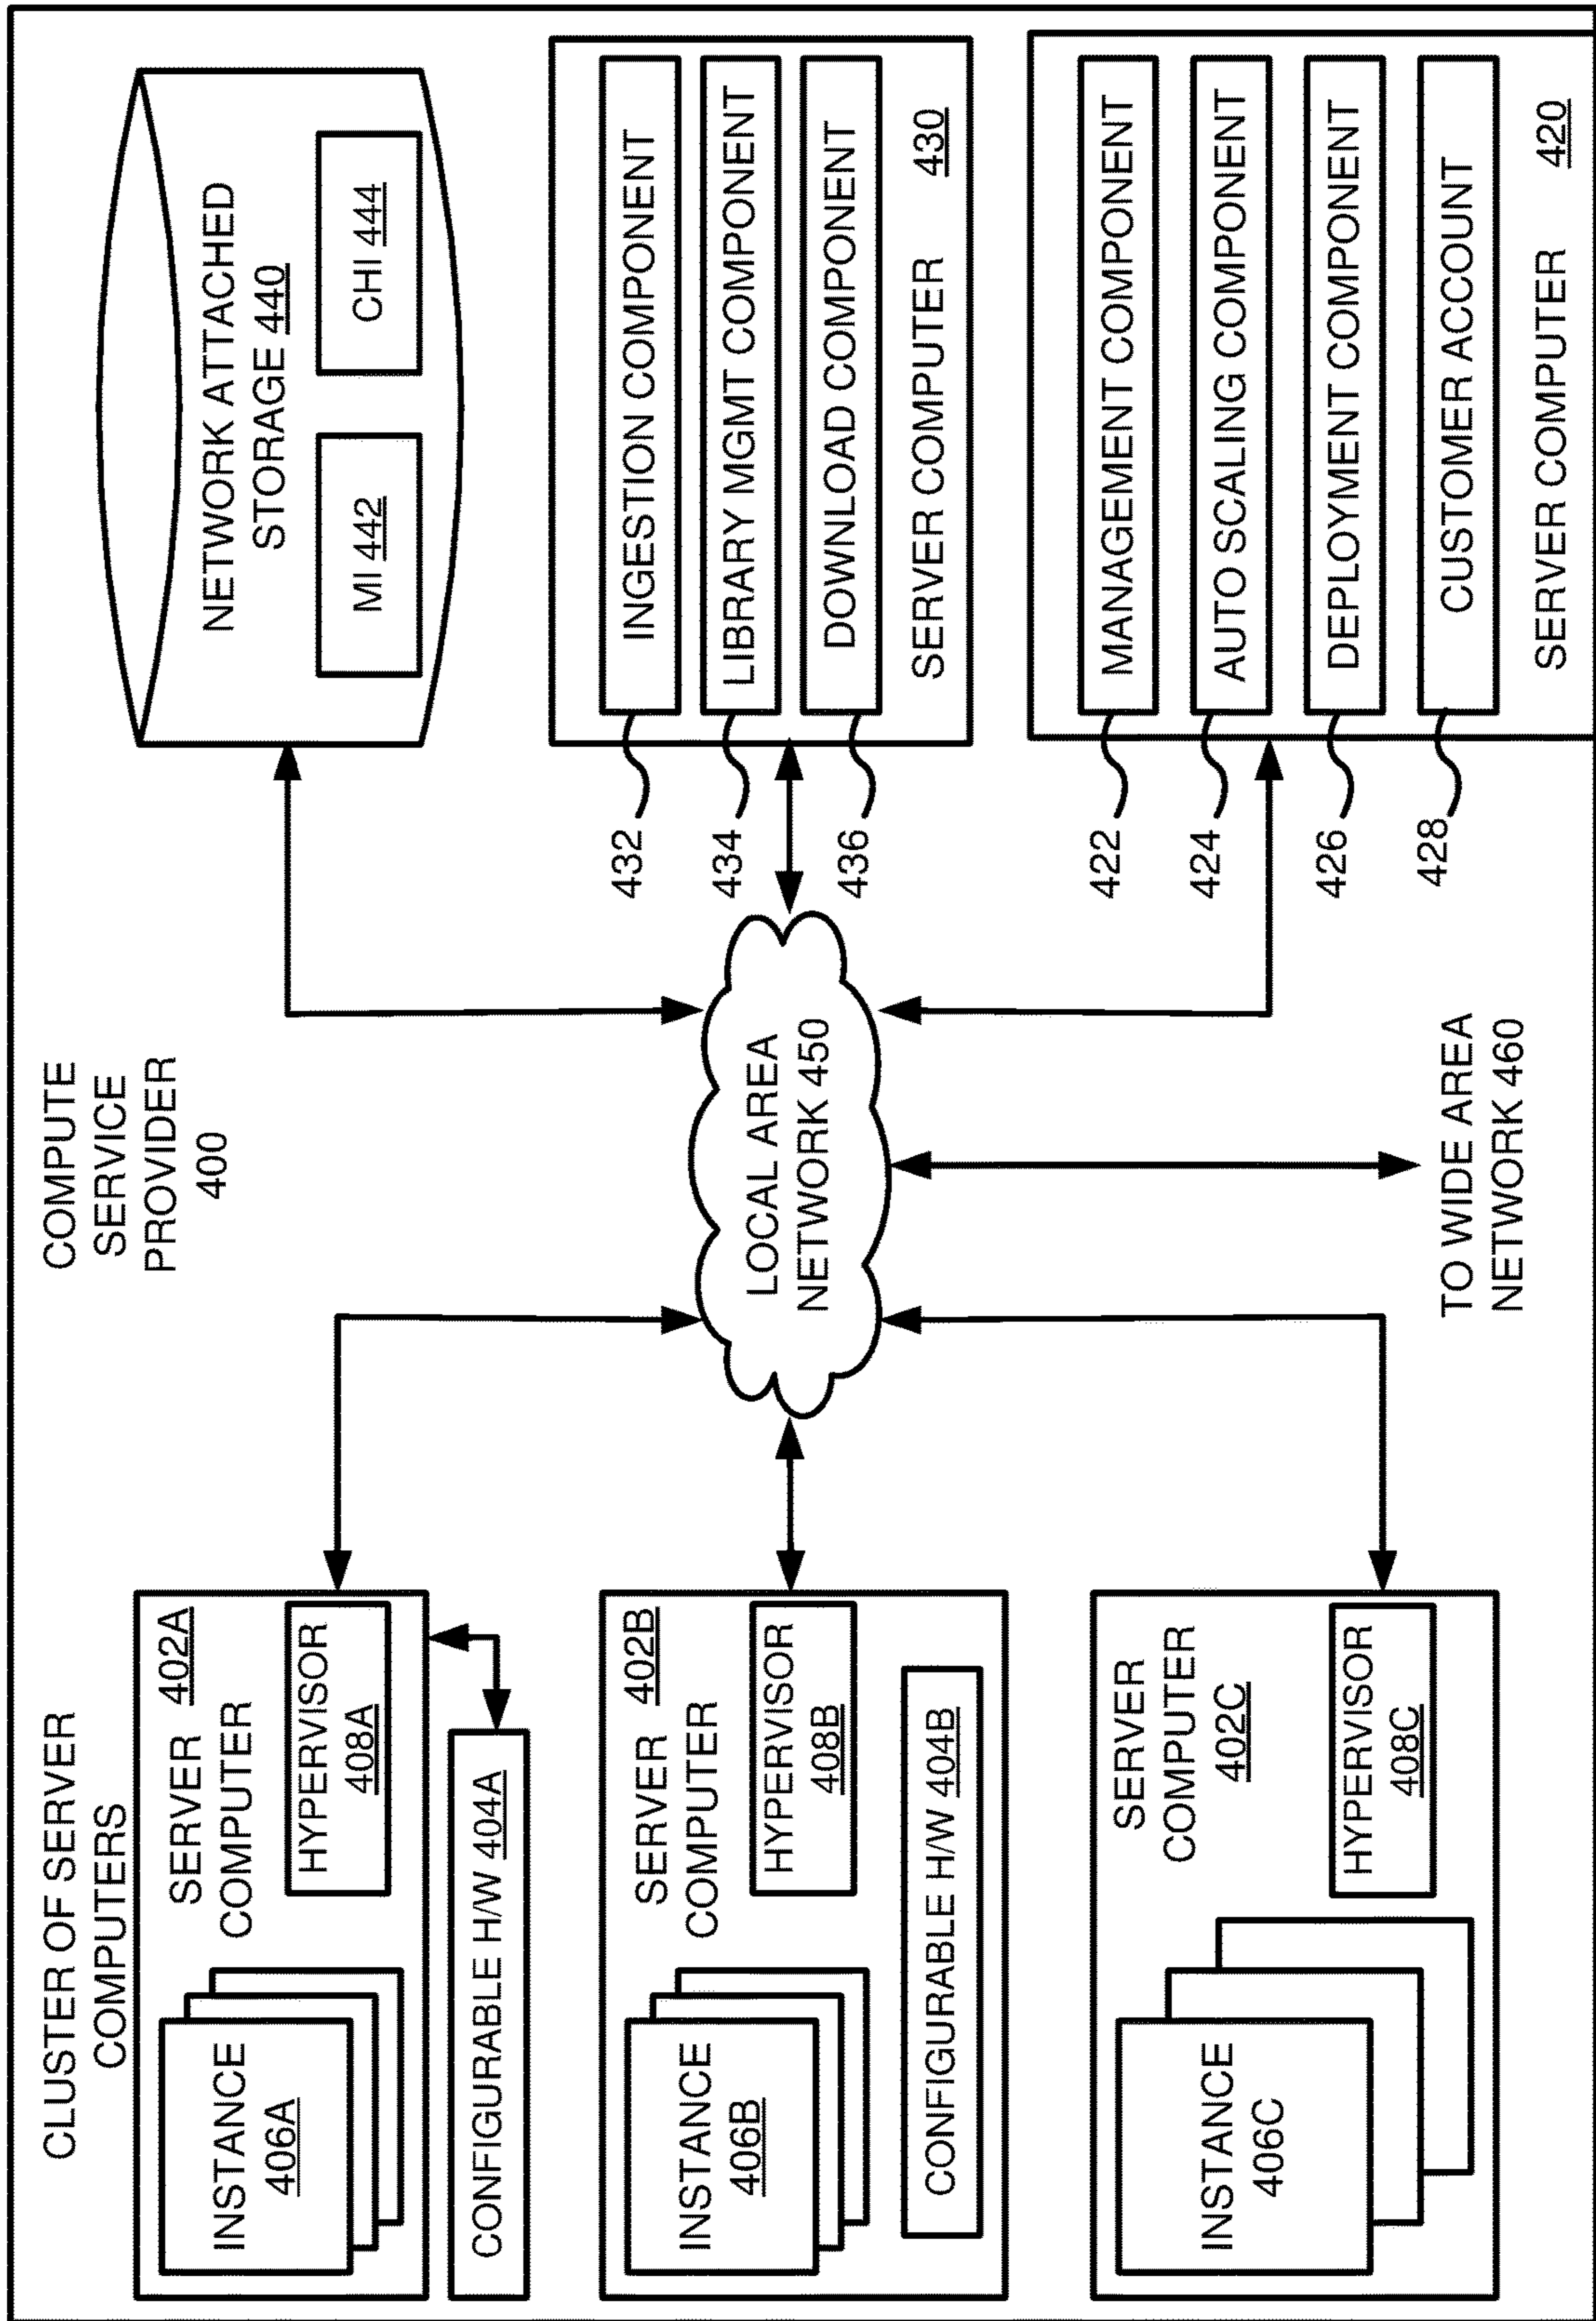 COMPUTE
SERVICE
PROVIDER
400
CLUSTER OF SERVER
COMPUTERS
SERVER 402A
COMPUTER
INSTANCE
406A
HYPERVISOR
408A
CONFIGURABLE H/W 404A
SERVER 402B
COMPUTER
INSTANCE
406B
HYPERVISOR
408B
CONFIGURABLE H/W 404B
SERVER
COMPUTER
402C
INSTANCE
406C
HYPERVISOR
408C
LOCAL AREA
NETWORK 450
TO WIDE AREA
NETWORK 460
NETWORK ATTACHED
STORAGE 440
MI 442
CHI 444
432
INGESTION COMPONENT
434
LIBRARY MGMT COMPONENT
436
DOWNLOAD COMPONENT
SERVER COMPUTER 430
422
MANAGEMENT COMPONENT
424
AUTO SCALING COMPONENT
426
DEPLOYMENT COMPONENT
428
CUSTOMER ACCOUNT
SERVER COMPUTER 420